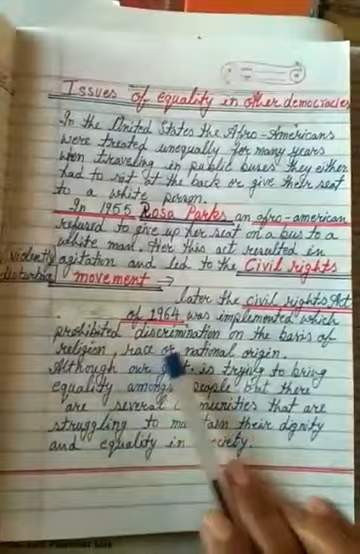 Issues of equality in other democracies
In the United States the Afro-Americans
were treated unequally for many years
when traveling in public buses they either
had to sit at the back or give their seat
to a white person.
In 1955 Rosa Parks an afro-american
refused to give up her seat on a bus to a
white man. Her this act resulted in
violently agitation and led to the Civil rights
disturbing movement →
later the civil rights Act
of 1964 was implemented which
prohibited discrimination on the basis of
religion, race or national origin.
Although our is trying to bring
equality among people but there
are several that are
struggling to their dignity
and equality in